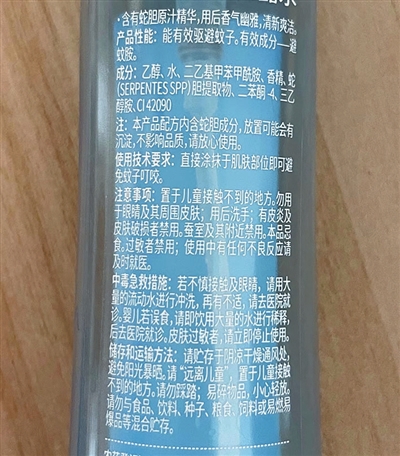 ·含有蛇胆原汁精华，用后香气幽雅，清新爽洁。
产品性能：能有效驱避蚊子。有效成分——避
蚊胺。
成分：乙醇、水、二乙基甲苯甲酰胺、香精、蛇
(SERPENTES SPP)胆提取物、二苯酮-4、三乙
醇胺、CI 42090
注：本产品配方内含蛇胆成分，放置可能会有
沉淀，不影响品质，请放心使用。
使用技术要求：直接涂抹于肌肤部位即可避
免蚊子叮咬。
注意事项：置于儿童接触不到的地方。勿用
于眼睛及其周围皮肤；用后洗手；有皮炎及
皮肤破损者禁用。蚕室及其附近禁用。本品忌
食。过敏者禁用；使用中有任何不良反应请
及时就医。
中毒急救措施：若不慎接触及眼睛，请用大
量的流动水进行冲洗，再有不适，请去医院就
诊。婴儿若误食，请即饮用大量的水进行稀释，
后去医院就诊。皮肤过敏者，请立即停止使用。
储存和运输方法：请贮存于阴凉干燥通风处，
避免阳光暴晒。请“远离儿童”，置于儿童接触
不到的地方。请勿踩踏；易碎物品，小心轻放。
请勿与食品、饮料、种子、粮食、饲料或易燃易
爆品等混合贮存。